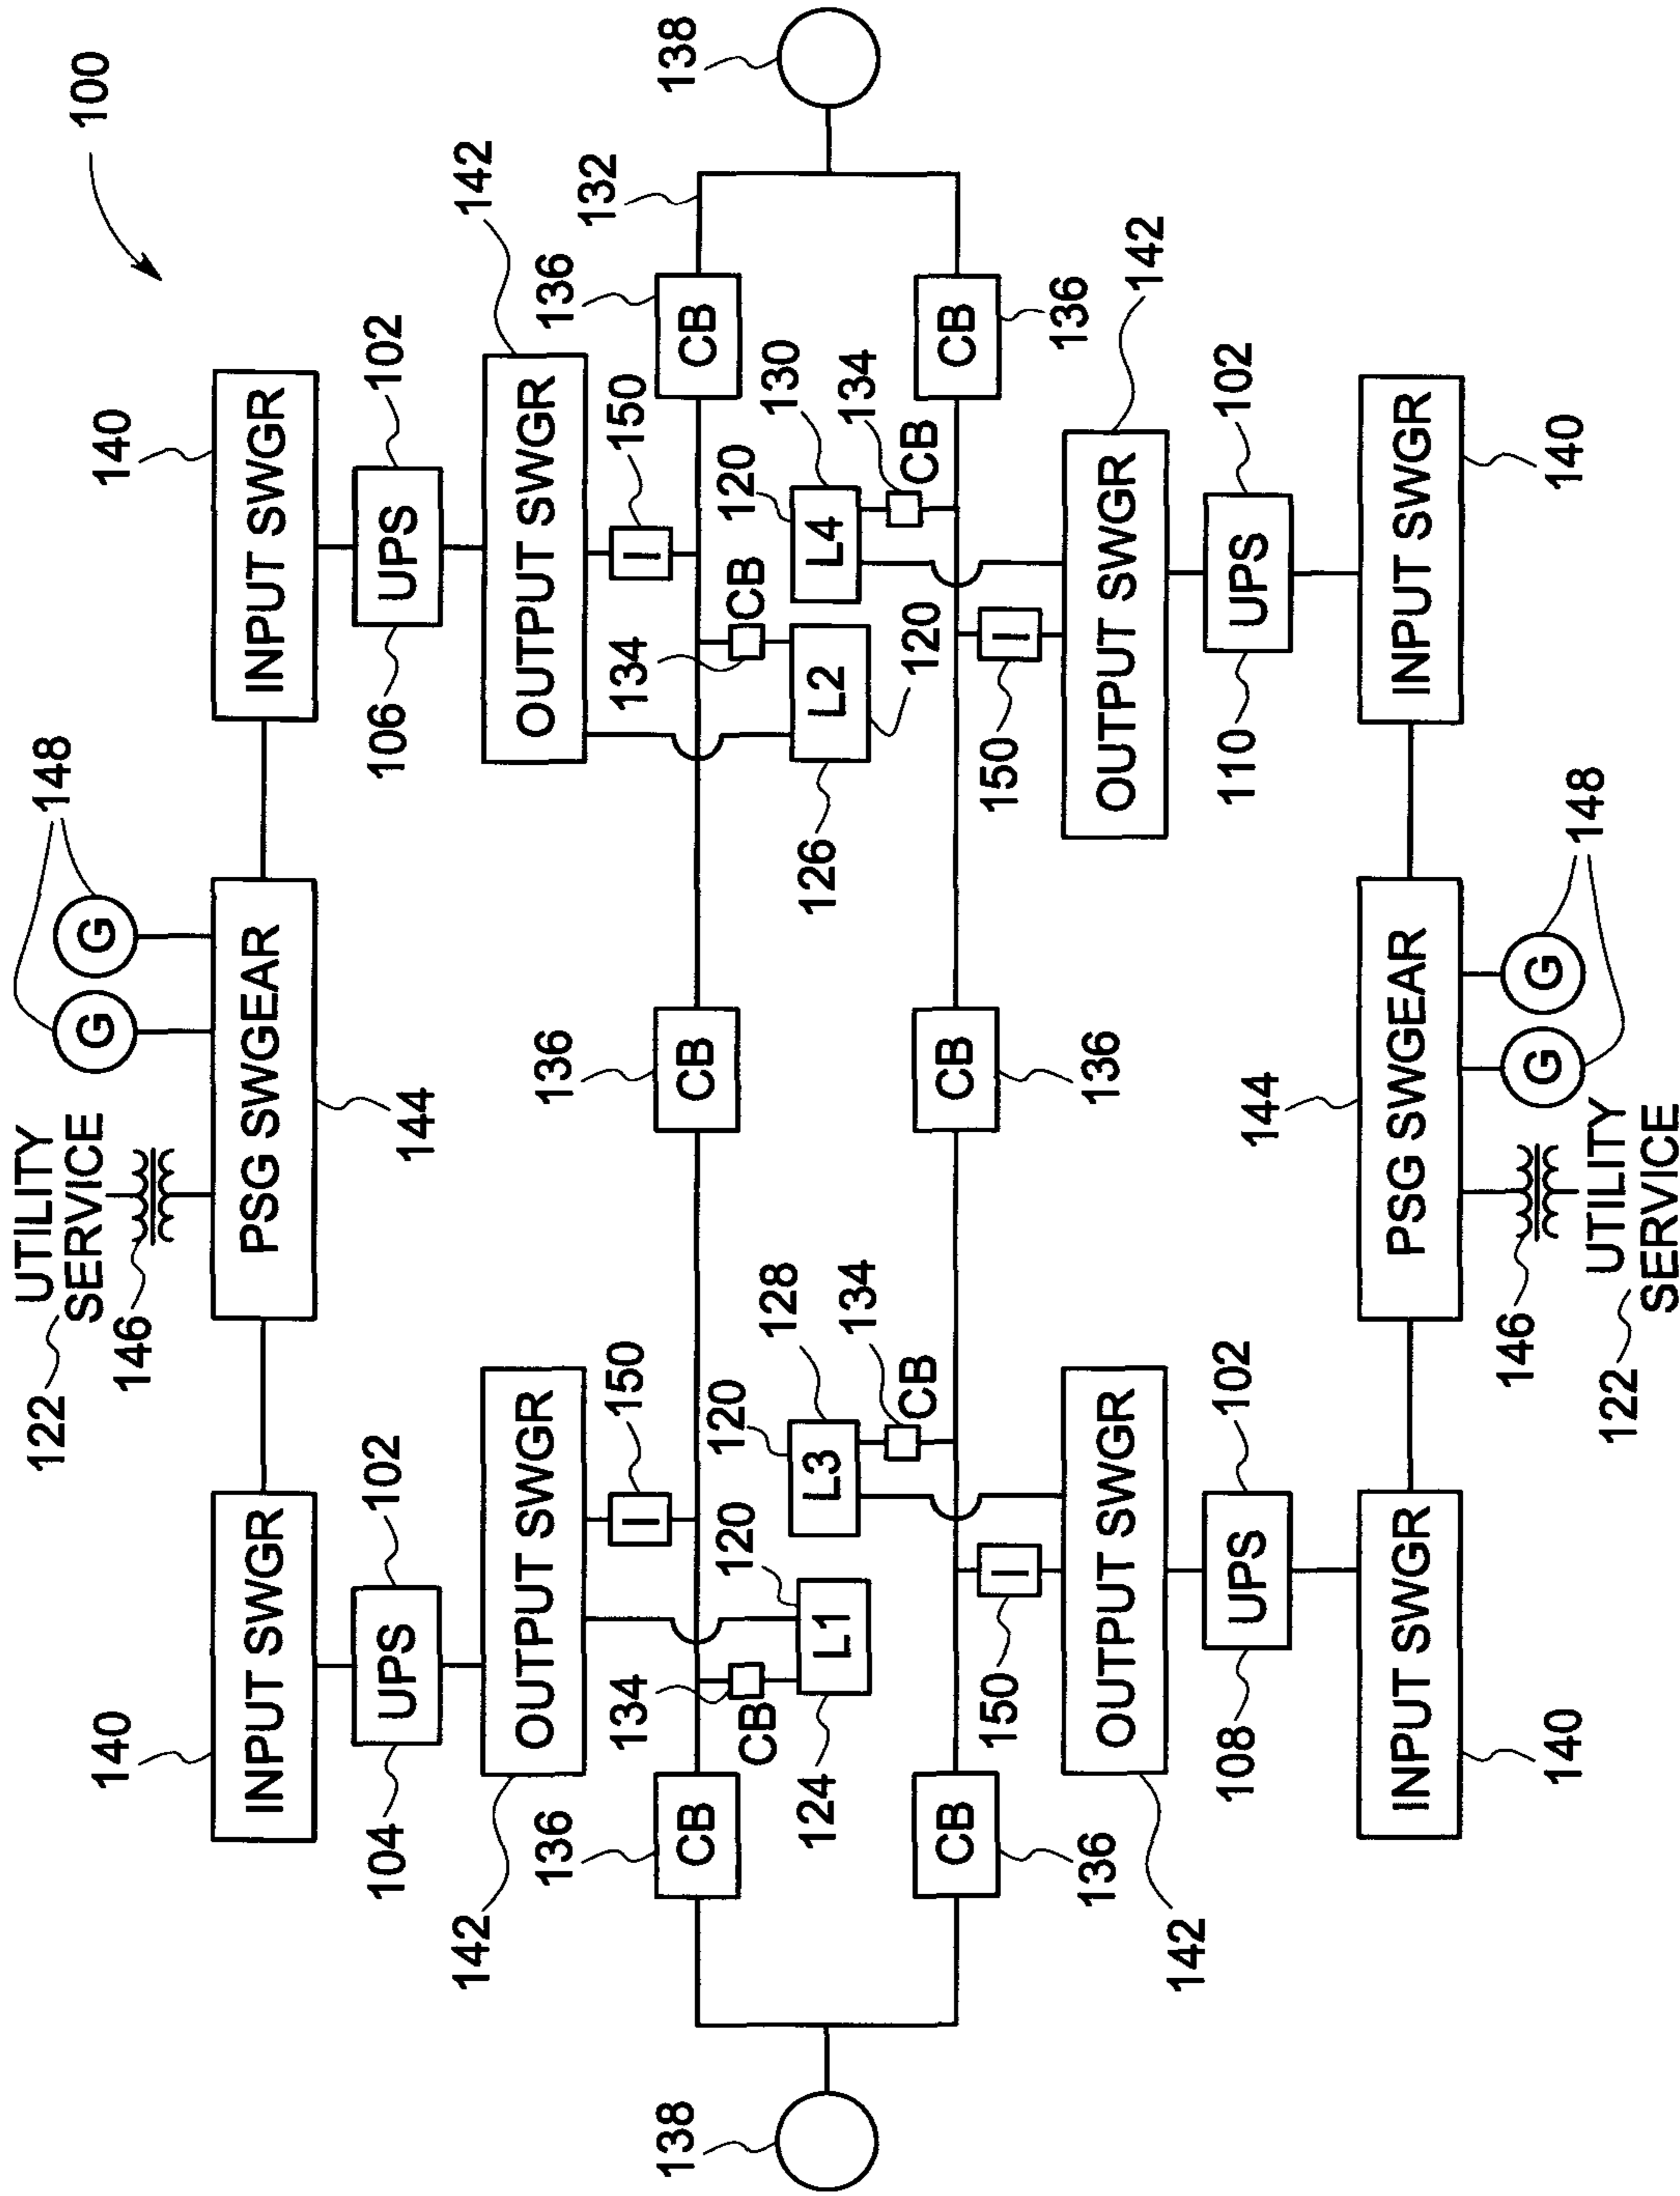 UTILITY
SERVICE
122
148
100
G
G
146
140
140
INPUT SWGR
PSG SWGEAR
INPUT SWGR
104
UPS
102
144
106
UPS
102
142
OUTPUT SWGR
OUTPUT SWGR
142
136
136
136
132
134
I
150
134
I
150
138
CB
CB
CB
138
CB
120
120
128
CB
120
130
124
L1
L3
134
126
L2
L4
134
CB
120
CB
CB
CB
CB
150
I
150
I
136
136
136
OUTPUT SWGR
OUTPUT SWGR
142
142
108
UPS
102
144
110
UPS
102
INPUT SWGR
PSG SWGEAR
INPUT SWGR
146
G
G
140
148
140
122
UTILITY
SERVICE